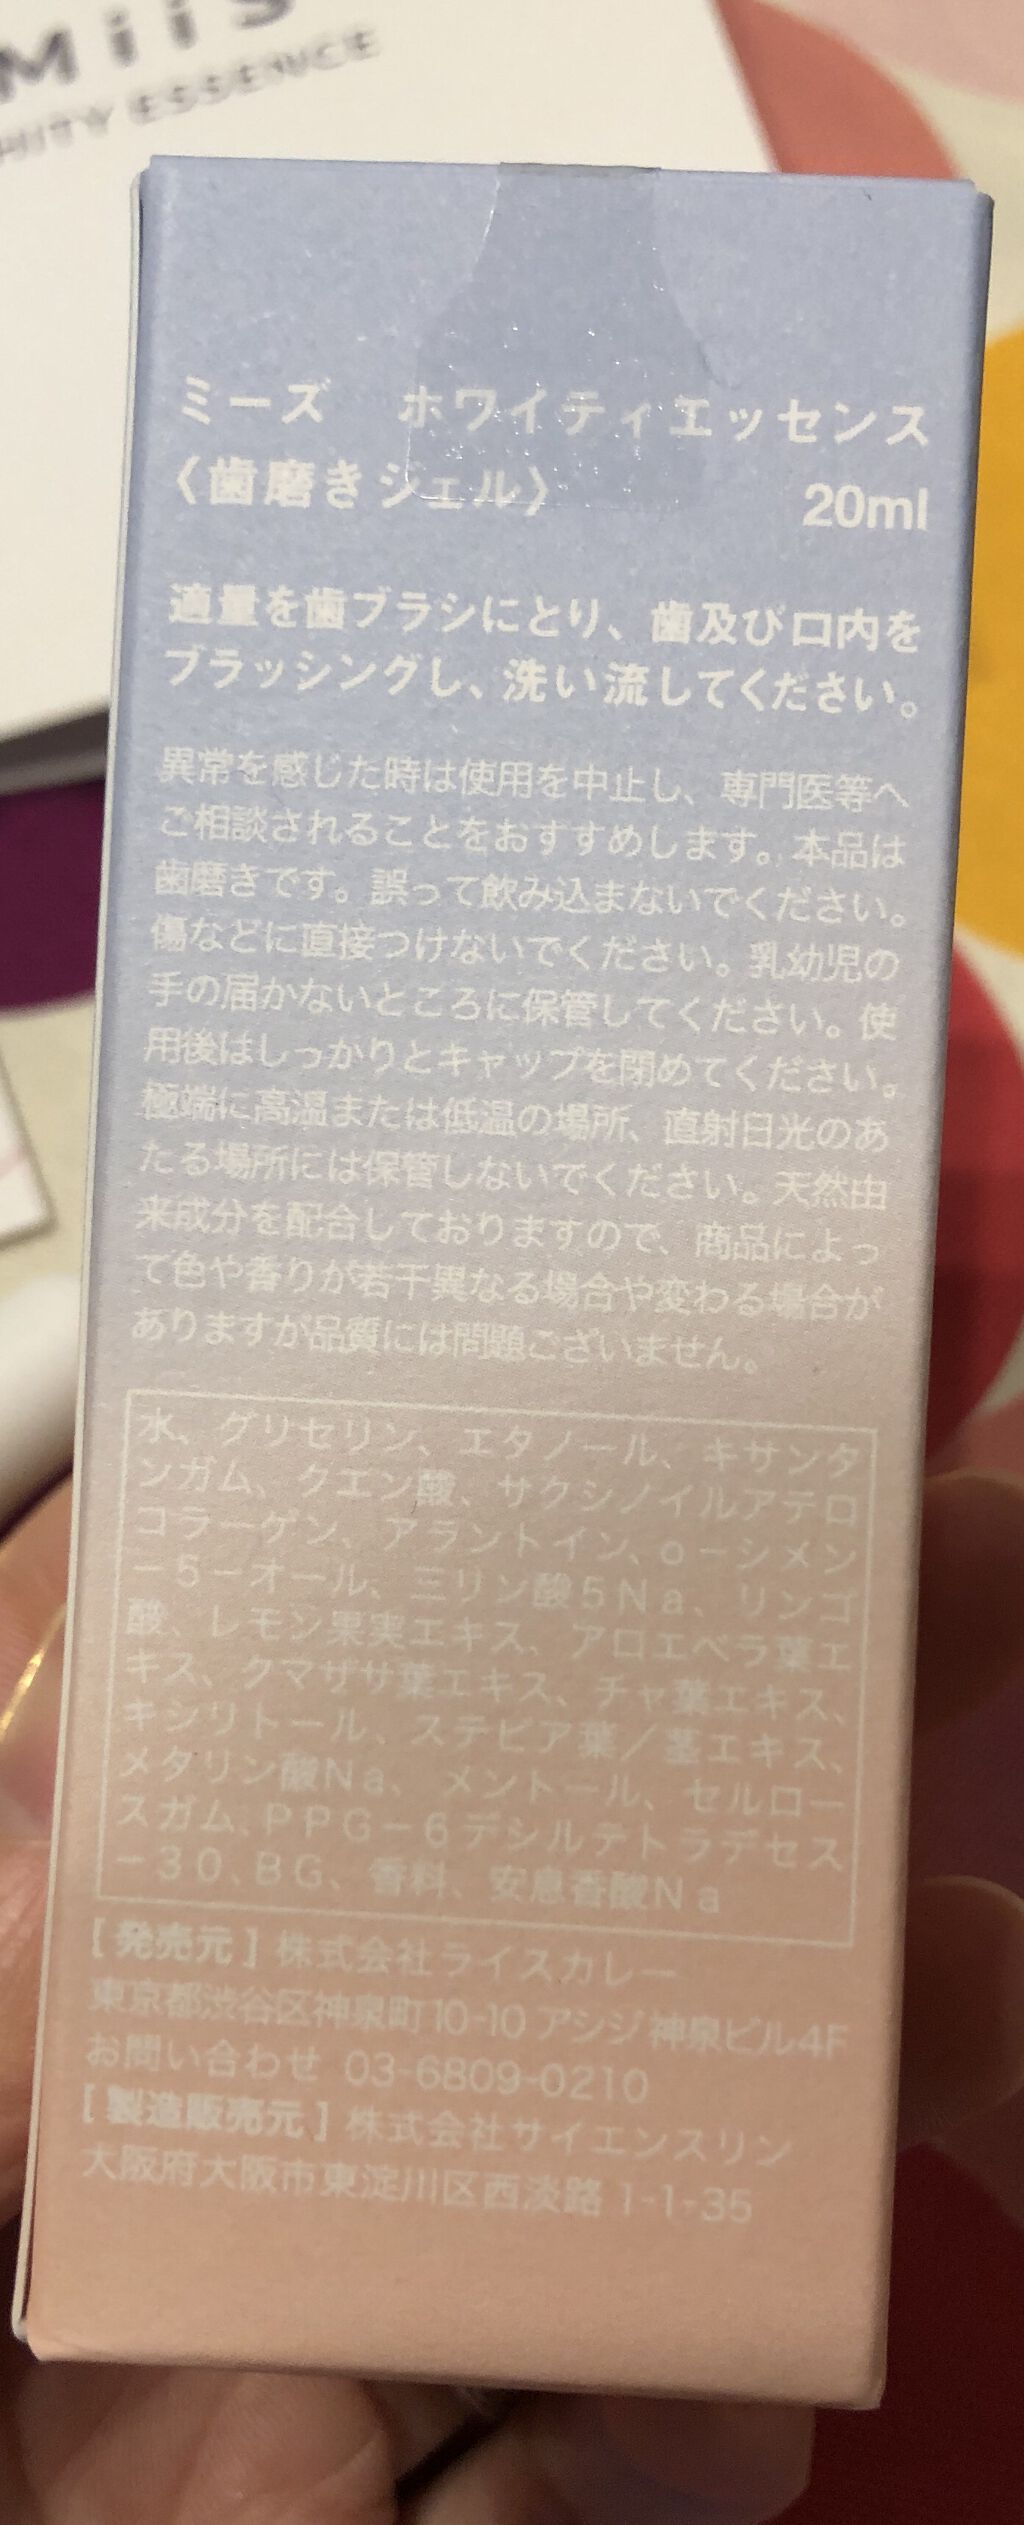 MiiS
ESSENCE
ミーズ　ホワイティエッセンス
〈歯磨きジェル〉 20ml
適量を歯ブラシにとり、歯及び口内を
ブラッシングし、洗い流してください。
異常を感じた時は使用を中止し、専門医等へ
ご相談されることをおすすめします。本品は
歯磨きです。誤って飲み込まないでください。
傷などに直接つけないでください。乳幼児の
手の届かないところに保管してください。使
用後はしっかりとキャップを閉めてください。
極端に高温または低温の場所、直射日光のあ
たる場所には保管しないでください。天然由
来成分を配合しておりますので、商品によっ
て色や香りが若干異なる場合や変わる場合が
ありますが品質には問題ございません。
水、グリセリン、エタノール、キサンタ
ンガム、クエン酸、サクシノイルアテロ
コラーゲン、アラントイン、o－シメン
－5－オール、三リン酸5Na、リンゴ
酸、レモン果実エキス、アロエベラ葉エ
キス、クマザサ葉エキス、チャ葉エキス、
キシリトール、ステビア葉／茎エキス、
メタリン酸Na、メントール、セルロー
スガム、PPG－6デシルテトラデセス
－30、BG、香料、安息香酸Na
[発売元] 株式会社ライスカレー
東京都渋谷区神泉町10-10アシジ神泉ビル4F
お問い合わせ 03-6809-0210
[製造販売元] 株式会社サイエンスリン
大阪府大阪市東淀川区西淡路1-1-35